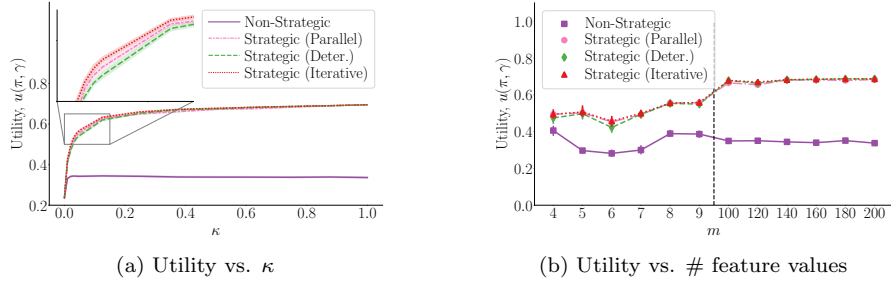 Utility, u(π, γ)
0.8
0.6
0.4
0.2
Non-Strategic
Strategic (Parallel)
Strategic (Deter.)
Strategic (Iterative)
0.0 0.2 0.4 0.6 0.8 1.0
κ
(a) Utility vs. κ
Utility, u(π, γ)
1.0
0.8
0.6
0.4
0.2
0.0
Non-Strategic
Strategic (Parallel)
Strategic (Deter.)
Strategic (Iterative)
4 5 6 7 8 9 100 120 140 160 180 200
m
(b) Utility vs. # feature values